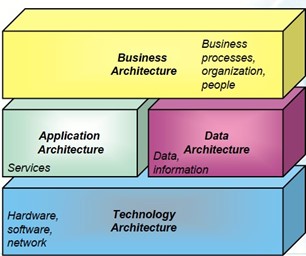 Business
Architecture
Business
processes,
organization,
people
Application
Architecture
Services
Data
Architecture
Data,
information
Hardware,
software,
network
Technology
Architecture